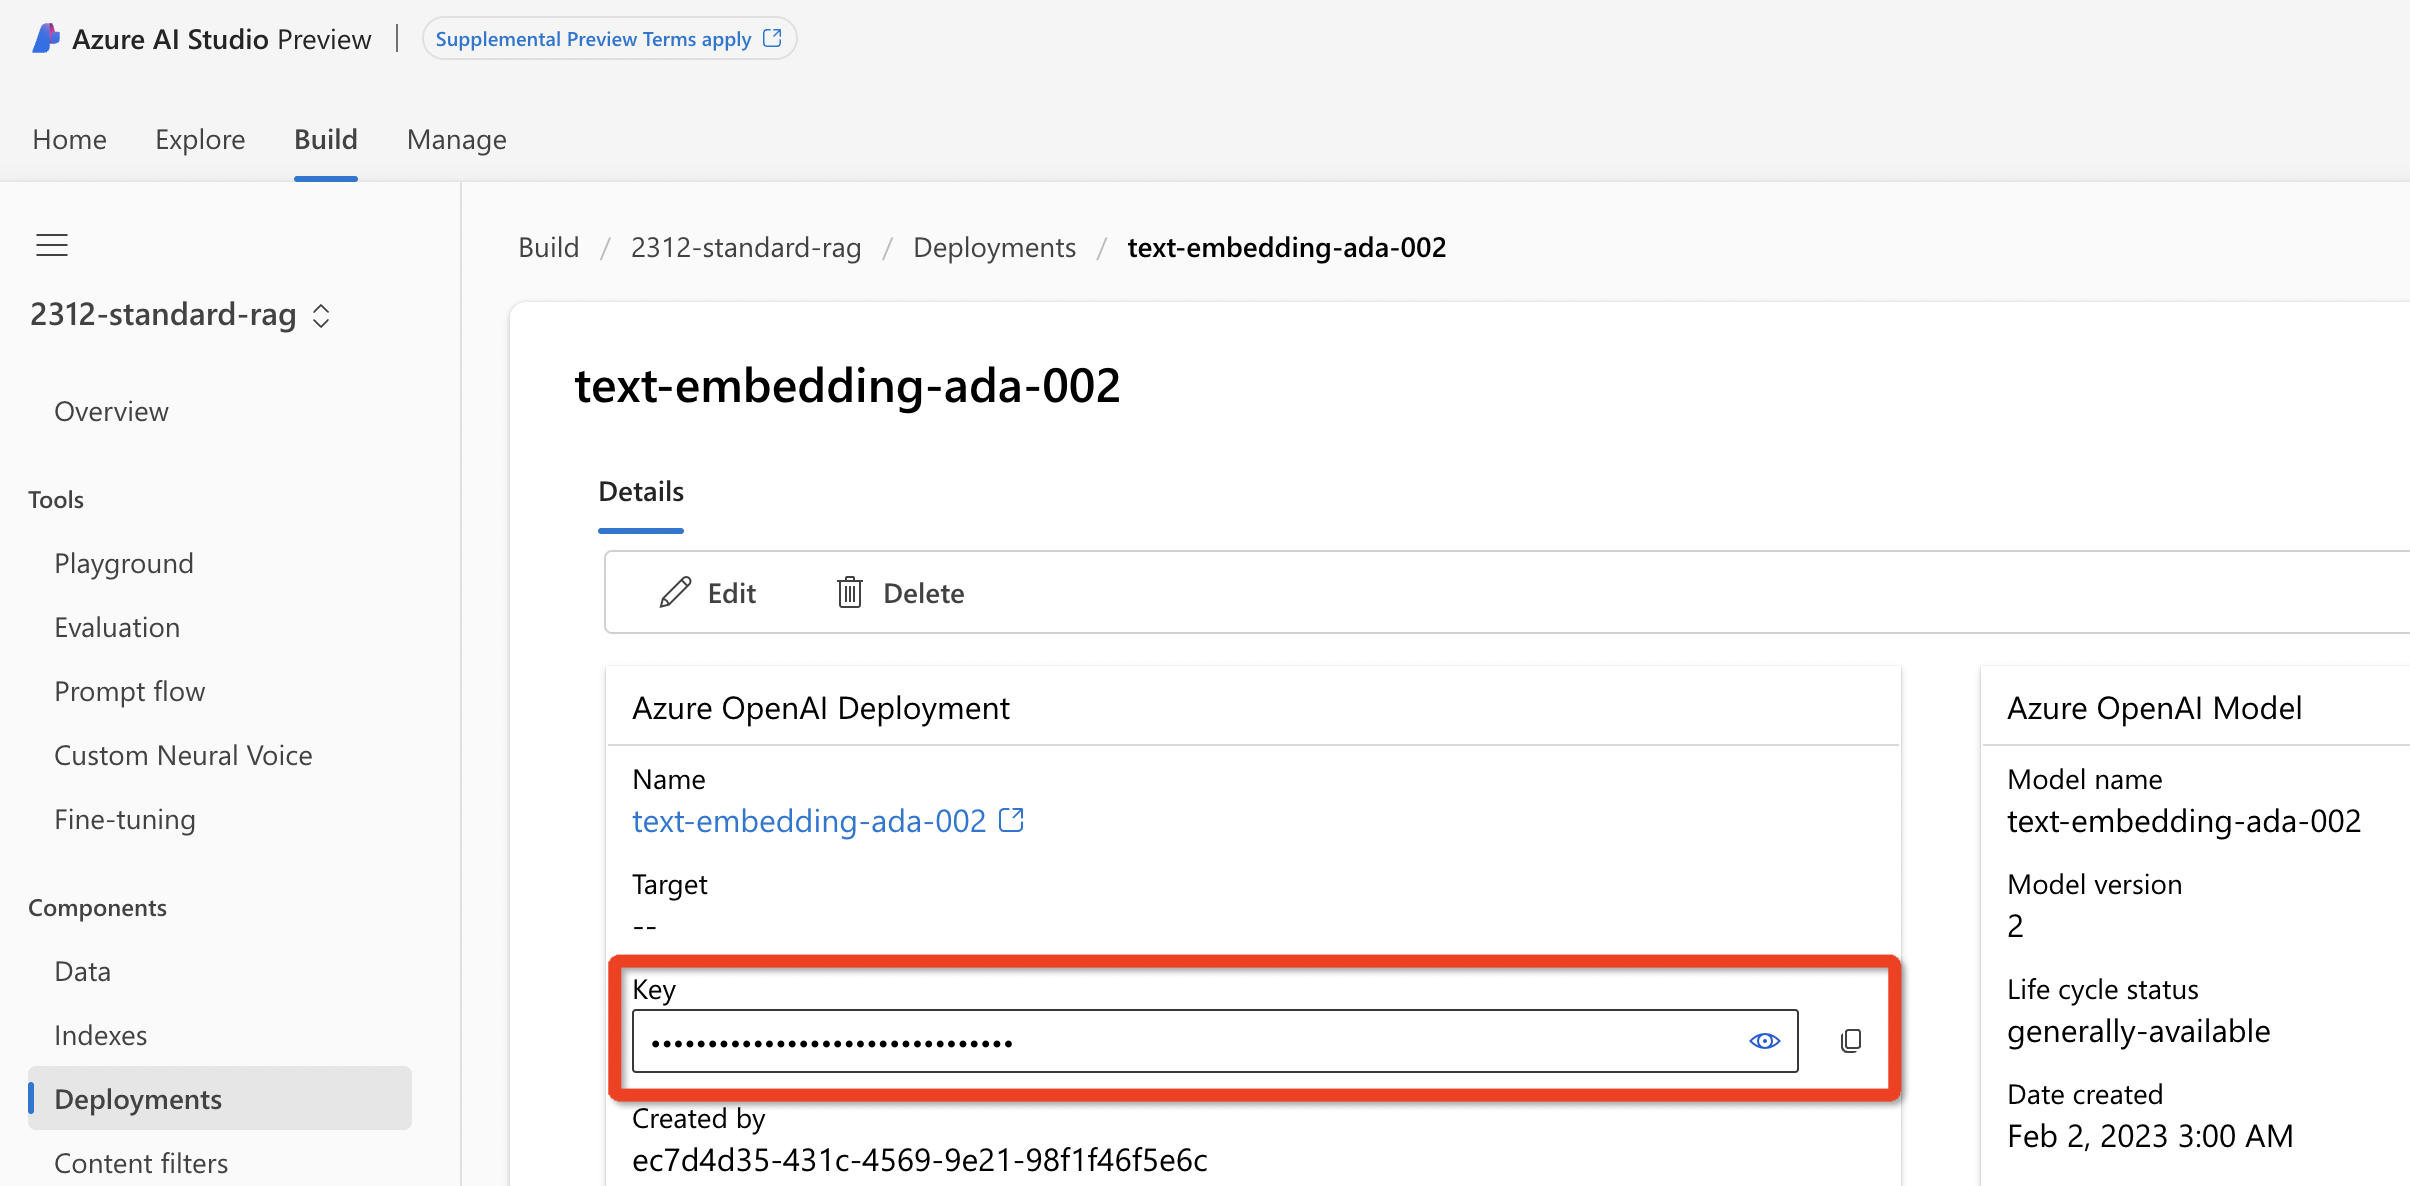 Azure AI Studio Preview | Supplemental Preview Terms apply
Home Explore Build Manage
Build / 2312-standard-rag / Deployments / text-embedding-ada-002
2312-standard-rag
Overview
Tools
Playground
Evaluation
Prompt flow
Custom Neural Voice
Fine-tuning
Components
Data
Indexes
Deployments
Content filters
text-embedding-ada-002
Details
Edit Delete
Azure OpenAI Deployment
Name
text-embedding-ada-002
Target
--
Key
••••••••••••••••••••••••••••••••
Created by
ec7d4d35-431c-4569-9e21-98f1f46f5e6c
Azure OpenAI Model
Model name
text-embedding-ada-002
Model version
2
Life cycle status
generally-available
Date created
Feb 2, 2023 3:00 AM